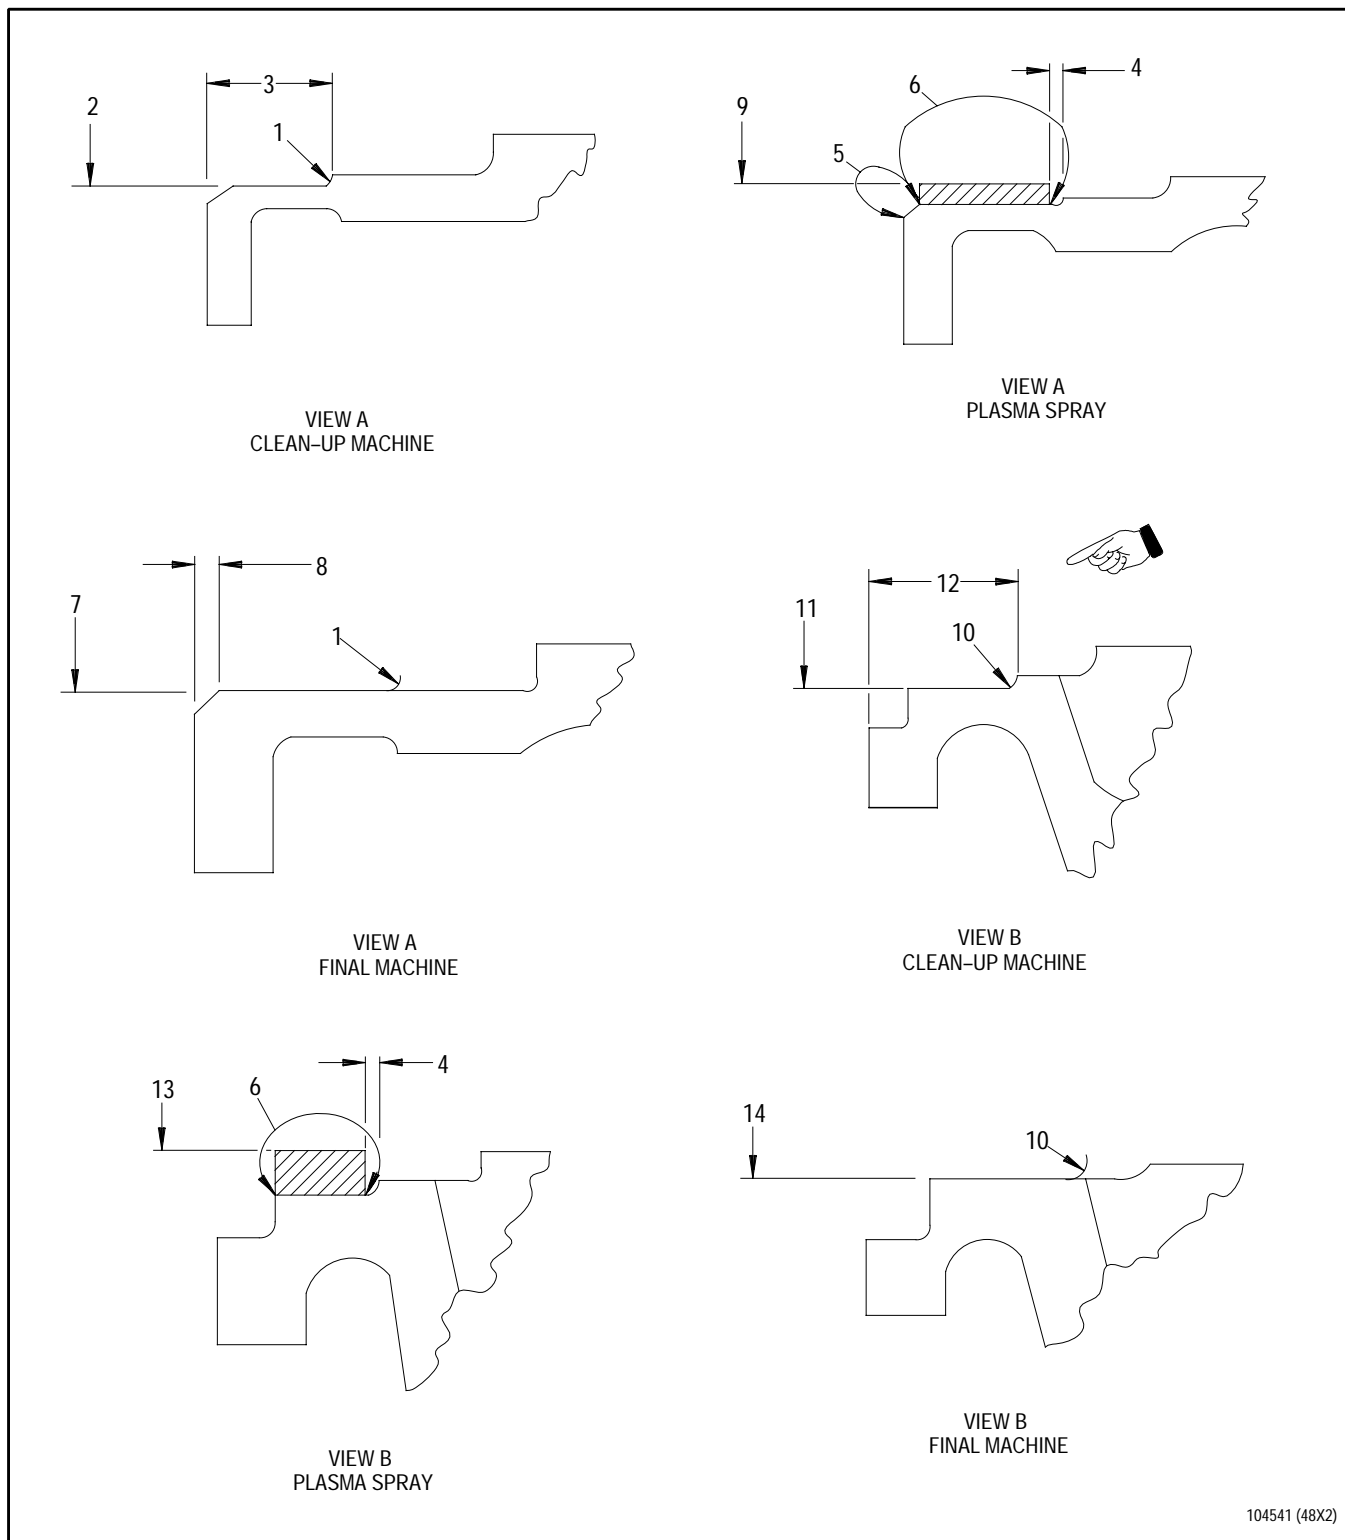 3
2
1
VIEW A
CLEAN–UP MACHINE
4
6
9
5
VIEW A
PLASMA SPRAY
8
7
1
VIEW A
FINAL MACHINE
12
11
10
VIEW B
CLEAN–UP MACHINE
4
6
13
VIEW B
PLASMA SPRAY
14
10
VIEW B
FINAL MACHINE
104541 (48X2)